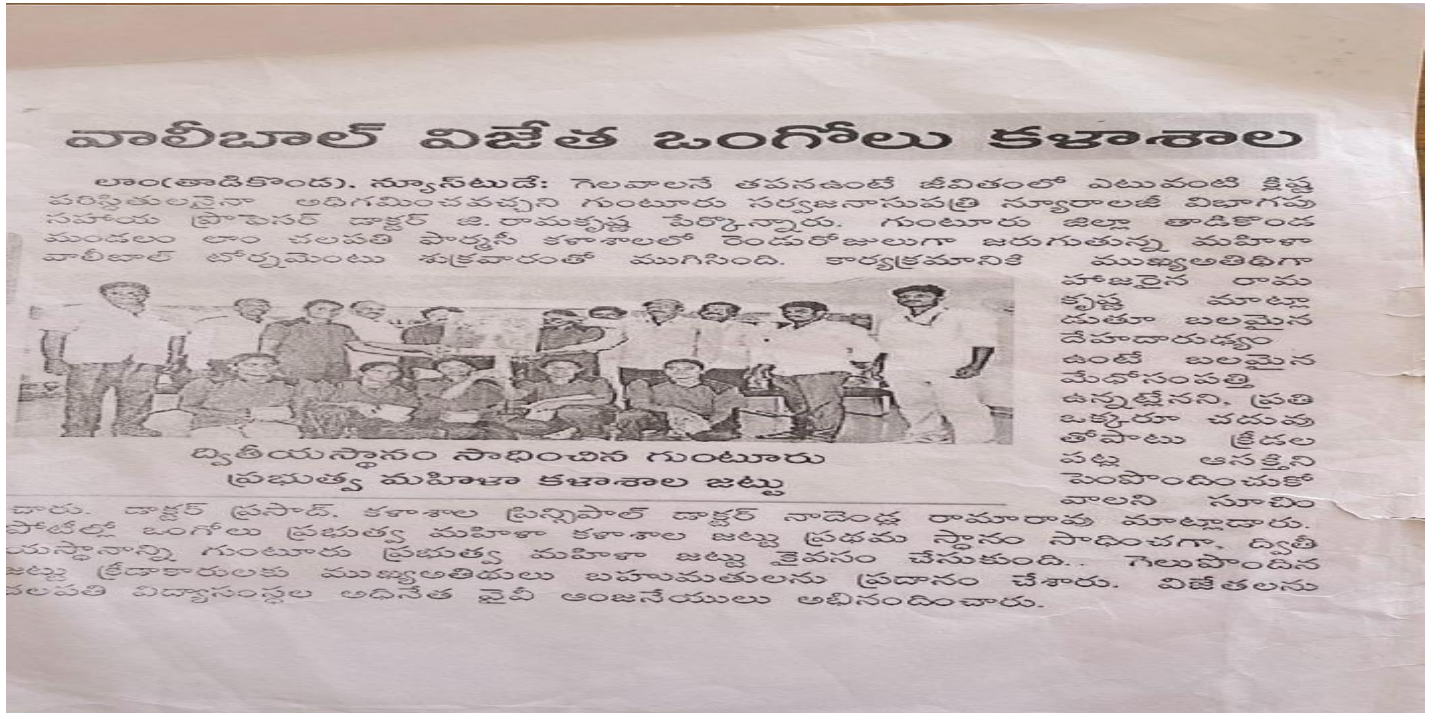 వాలీబాల్ విజేత ఒంగోలు కళాశాల
లాం(తాడికొండ), న్యూస్‌టుడే: గెలవాలనే తపనఉంటే జీవితంలో ఎటువంటి క్లిష్ట
పరిస్తితులనైనా అదిగమించవచ్చని గుంటూరు సర్వజనాసుపత్రి న్యూరాలజీ విభాగపు
సహాయ ప్రొఫెసర్ డాక్టర్ జి.రామకృష్ణ పేర్కొన్నారు. గుంటూరు జిల్లా తాడికొండ
మండలం లాం చలపతి ఫార్మసీ కళాశాలలో రెండురోజులుగా జరుగుతున్న మహిళా
వాలీబాల్ టోర్నమెంటు శుక్రవారంతో ముగిసింది. కార్యక్రమానికి ముఖ్యఅతిథిగా
హాజరైన రామ
కృష్ణ మాట్లా
డుతూ బలమైన
దేహదారుఢ్యం
ఉంటే బలమైన
మేధోసంపత్తి
ఉన్నట్టేనని, ప్రతి
ఒక్కరూ చదువు
తోపాటు క్రీడల
పట్ల ఆసక్తిని
పెంపొందించుకో
వాలని సూచిం
ద్వితీయస్థానం సాధించిన గుంటూరు
ప్రభుత్వ మహిళా కళాశాల జట్టు
చారు. డాక్టర్ ప్రసాద్, కళాశాల ప్రిన్సిపాల్ డాక్టర్ నాదెండ్ల రామారావు మాట్లాడారు.
పోటీల్లో ఒంగోలు ప్రభుత్వ మహిళా కళాశాల జట్టు ప్రథమ స్థానం సాధించగా, ద్వితీ
యస్థానాన్ని గుంటూరు ప్రభుత్వ మహిళా జట్టు కైవసం చేసుకుంది.. గెలుపొందిన
జట్టు క్రీడాకారులకు ముఖ్యఅతిథులు బహుమతులను ప్రదానం చేశారు. విజేతలను
చలపతి విద్యాసంస్థల అధినేత వైవీ ఆంజనేయులు అభినందించారు.